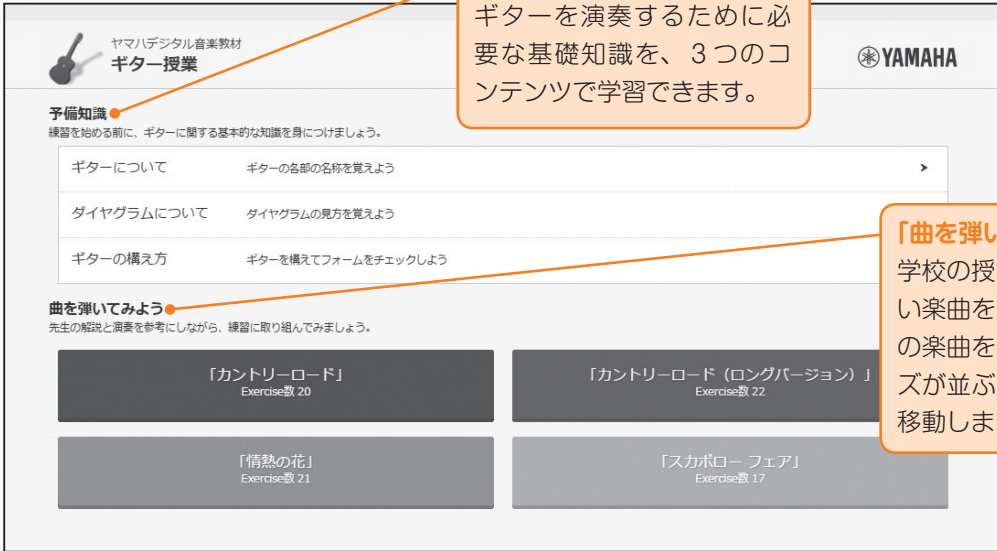 ギターを演奏するために必
要な基礎知識を、3つのコ
ンテンツで学習できます。
ヤマハデジタル音楽教材
ギター授業
YAMAHA
予備知識
練習を始める前に、ギターに関する基本的な知識を身につけましょう。
ギターについて ギターの各部の名称を覚えよう
ダイヤグラムについて ダイヤグラムの見方を覚えよう
ギターの構え方 ギターを構えてフォームをチェックしよう
「曲を弾い
学校の授
い楽曲を
の楽曲を
ズが並ぶ
移動しま
曲を弾いてみよう
先生の解説と演奏を参考にしながら、練習に取り組んでみましょう。
「カントリーロード」
Exercise数 20
「カントリーロード（ロングバージョン）」
Exercise数 22
「情熱の花」
Exercise数 21
「スカボロー フェア」
Exercise数 17